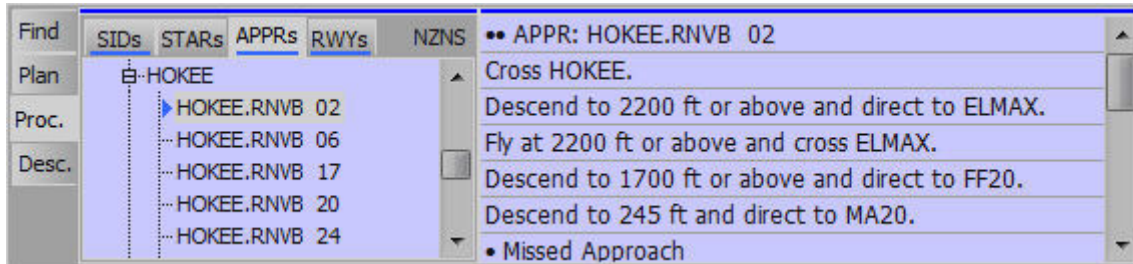 Find
Plan
Proc.
Desc.
SIDs STARs APPRs RWYs NZNS
HOKEE
HOKEE.RNVB 02
HOKEE.RNVB 06
HOKEE.RNVB 17
HOKEE.RNVB 20
HOKEE.RNVB 24
•• APPR: HOKEE.RNVB 02
Cross HOKEE.
Descend to 2200 ft or above and direct to ELMAX.
Fly at 2200 ft or above and cross ELMAX.
Descend to 1700 ft or above and direct to FF20.
Descend to 245 ft and direct to MA20.
• Missed Approach